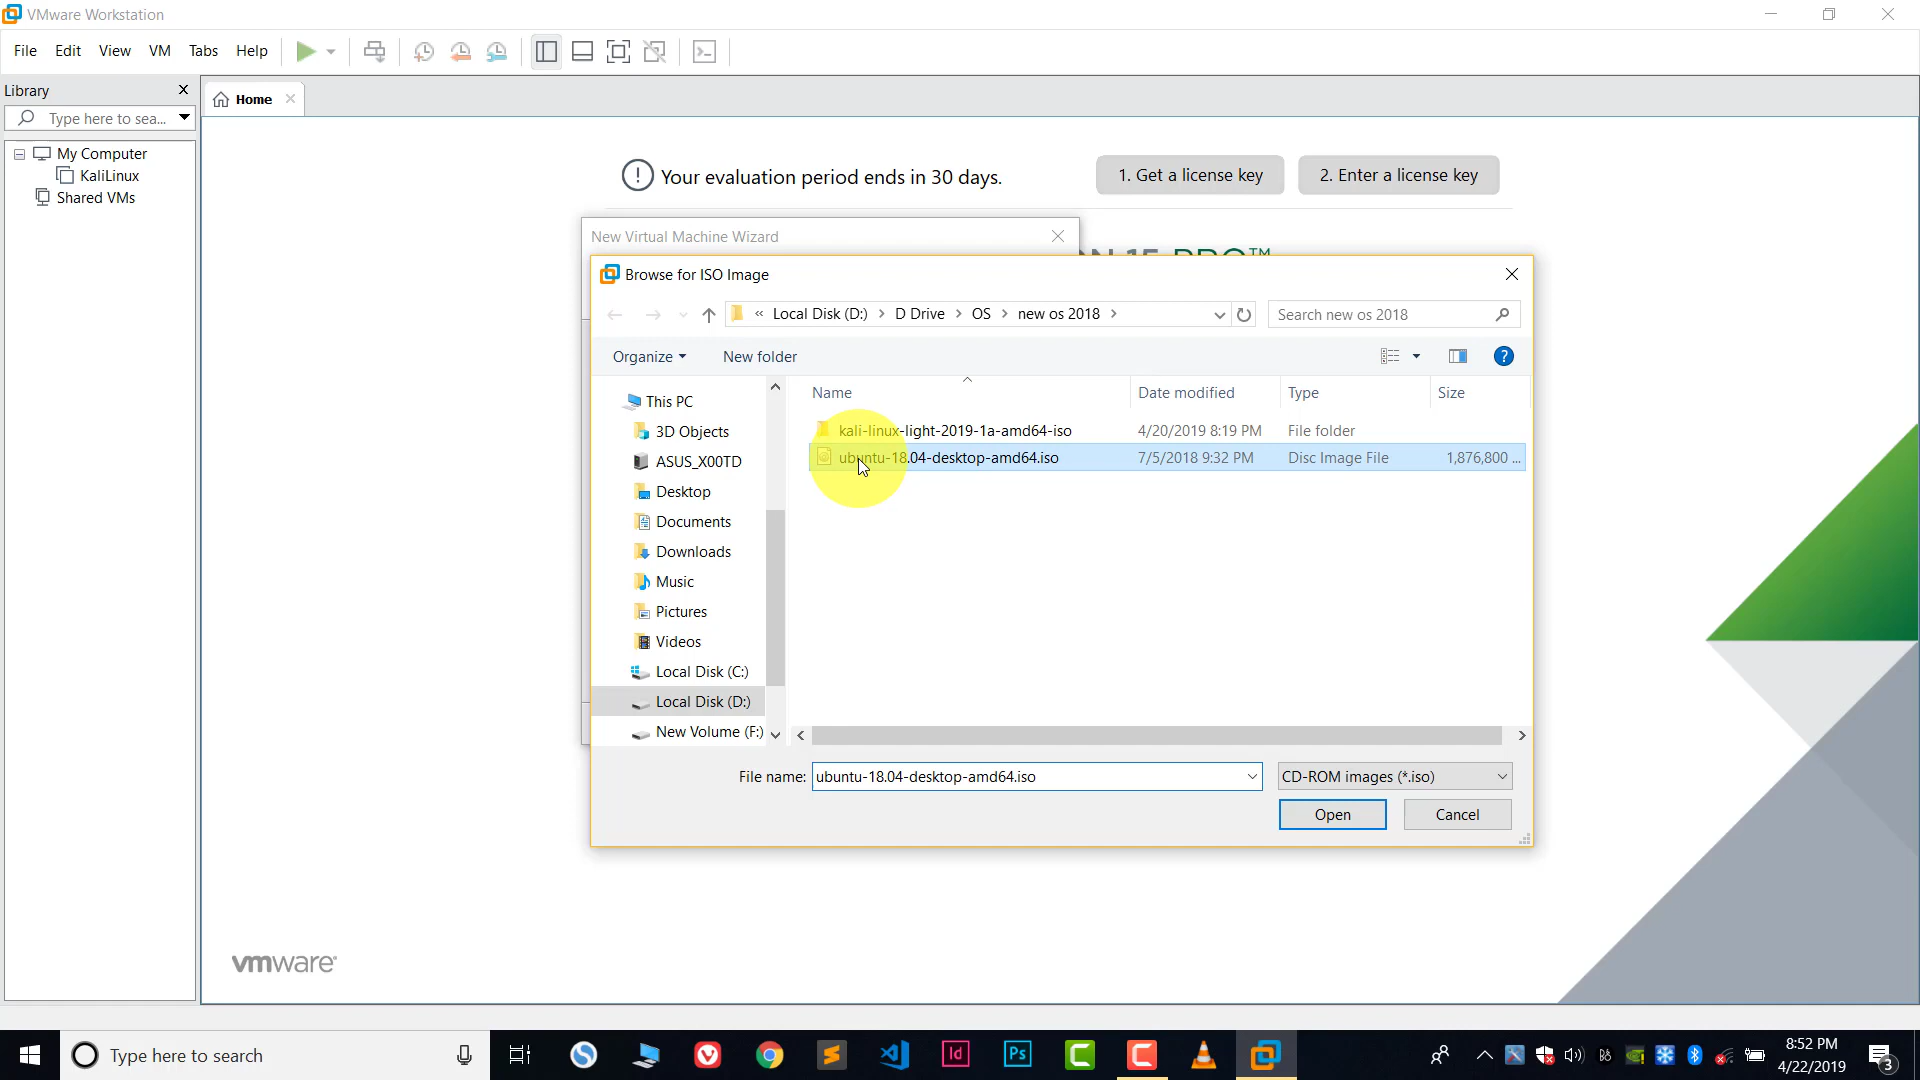 VMware Workstation
File Edit View VM Tabs Help
Library
Type here to sea...
My Computer
KaliLinux
Shared VMs
Home
! Your evaluation period ends in 30 days.
1. Get a license key
2. Enter a license key
New Virtual Machine Wizard
PRO™
Browse for ISO Image
« Local Disk (D:) > D Drive > OS > new os 2018 >
Search new os 2018
Organize
New folder
?
This PC
3D Objects
ASUS_X00TD
Desktop
Documents
Downloads
Music
Pictures
Videos
Local Disk (C:)
Local Disk (D:)
New Volume (F:)
Name Date modified Type Size
kali-linux-light-2019-1a-amd64-iso 4/20/2019 8:19 PM File folder
ubuntu-18.04-desktop-amd64.iso 7/5/2018 9:32 PM Disc Image File 1,876,800 ...
File name: ubuntu-18.04-desktop-amd64.iso
CD-ROM images (*.iso)
Open
Cancel
vmware
Type here to search
Id
Ps
8:52 PM
4/22/2019
3